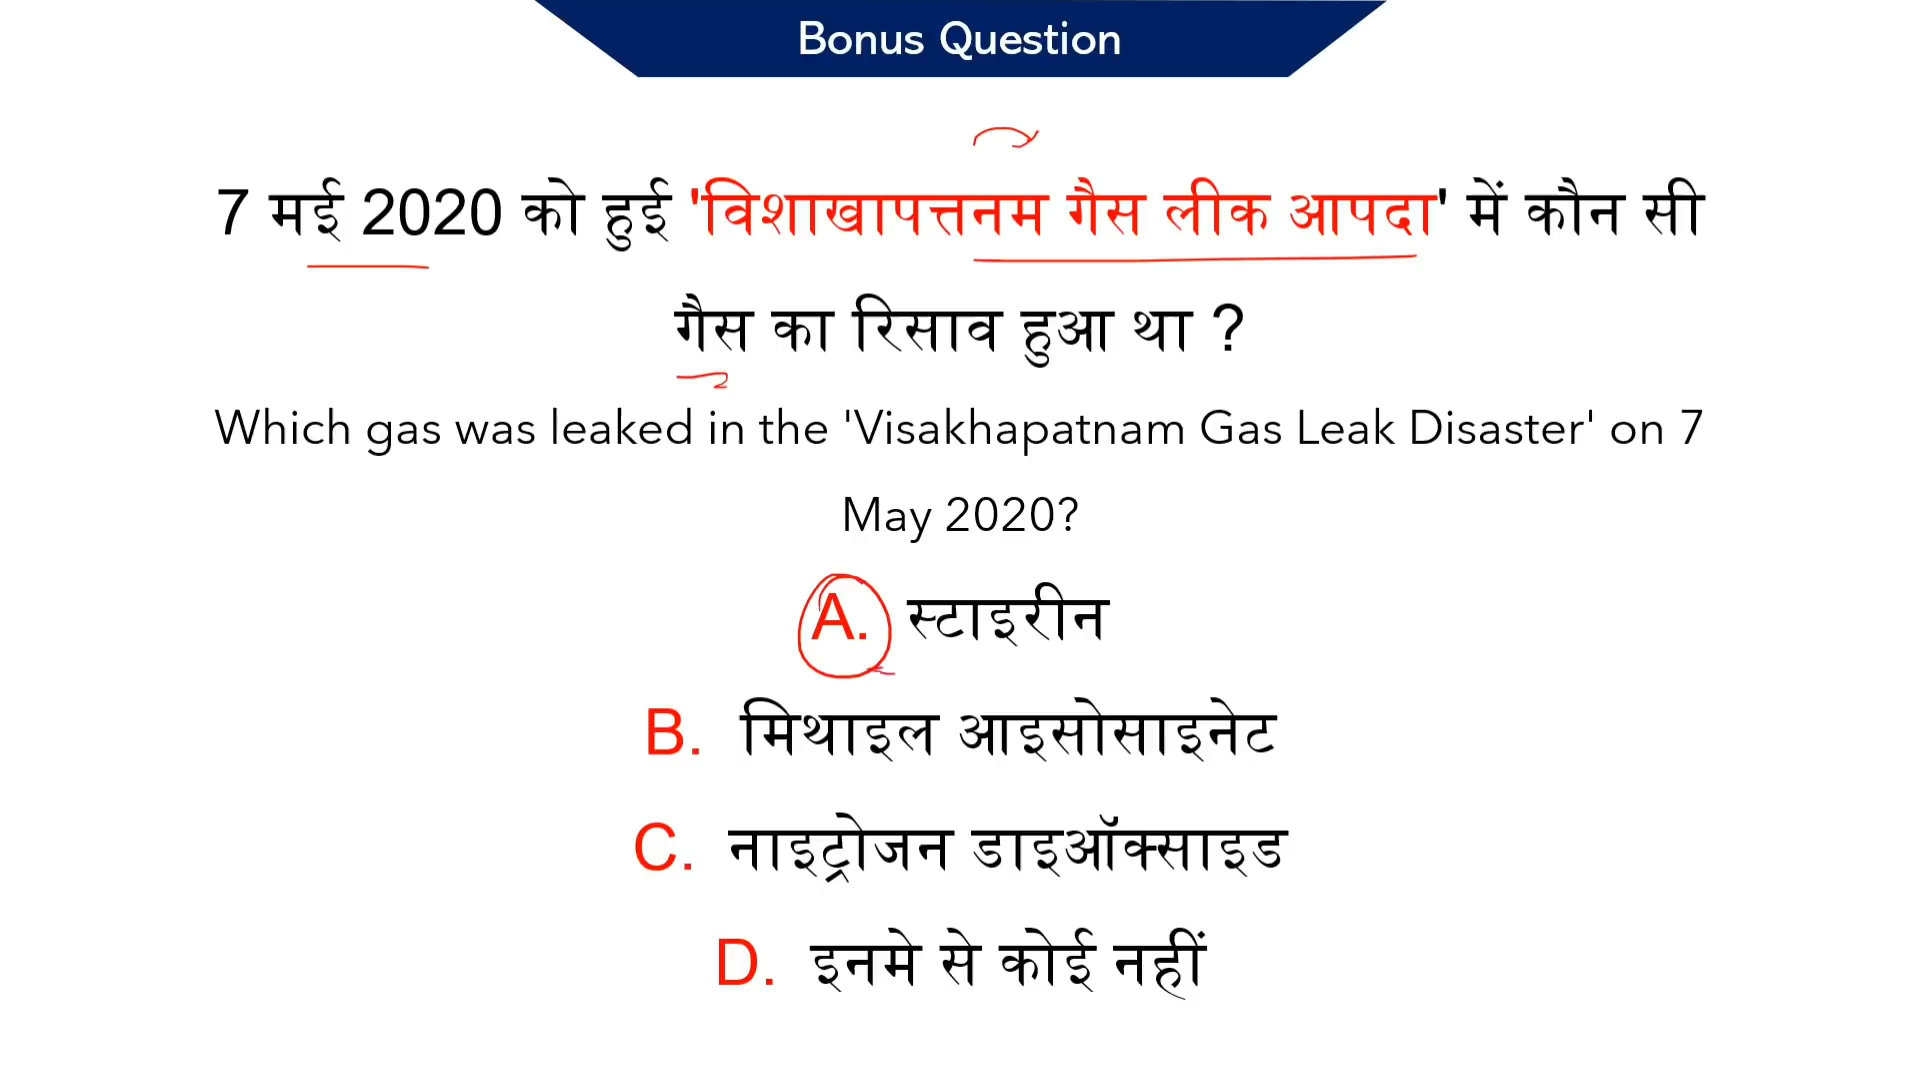 Bonus Question
7 मई 2020 को हुई 'विशाखापत्तनम गैस लीक आपदा' में कौन सी
गैस का रिसाव हुआ था ?
Which gas was leaked in the 'Visakhapatnam Gas Leak Disaster' on 7
May 2020?
A. स्टाइरीन
B. मिथाइल आइसोसाइनेट
C. नाइट्रोजन डाइऑक्साइड
D. इनमे से कोई नहीं